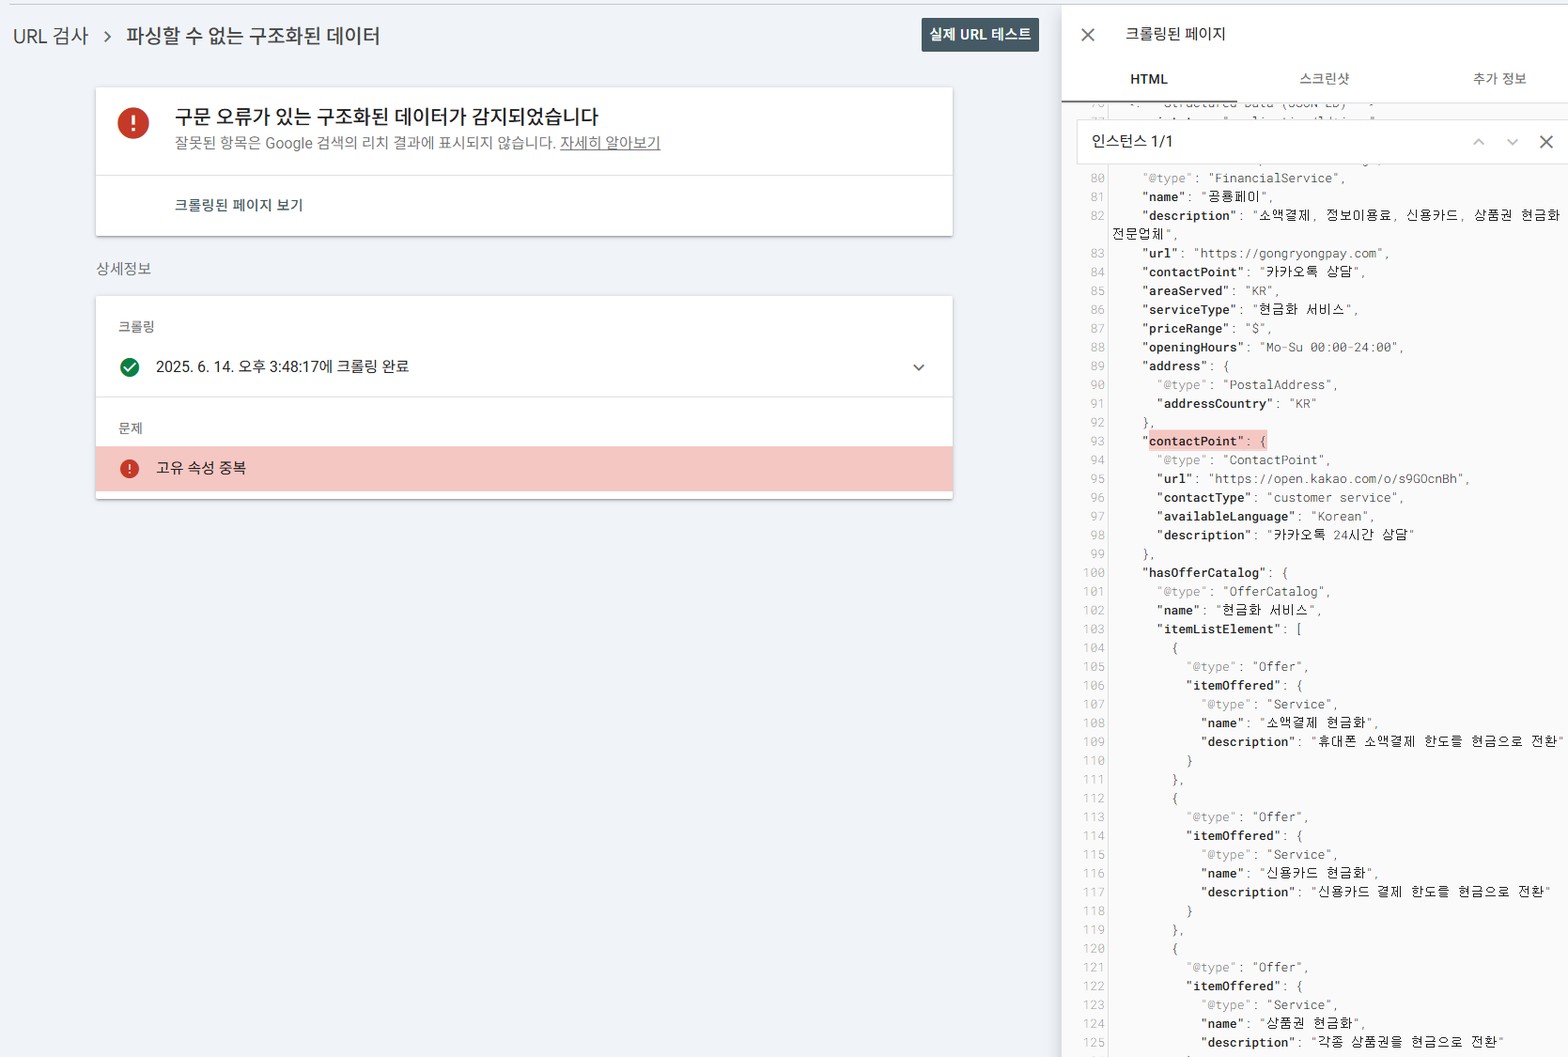 URL 검사 > 파싱할 수 없는 구조화된 데이터
실제 URL 테스트
구문 오류가 있는 구조화된 데이터가 감지되었습니다
잘못된 항목은 Google 검색의 리치 결과에 표시되지 않습니다. 자세히 알아보기
크롤링된 페이지 보기
상세정보
크롤링
2025. 6. 14. 오후 3:48:17에 크롤링 완료
문제
고유 속성 중복
크롤링된 페이지
HTML 스크린샷 추가 정보
인스턴스 1/1
80 "@type": "FinancialService",
81 "name": "공룡페이",
82 "description": "소액결제, 정보이용료, 신용카드, 상품권 현금화
전문업체",
83 "url": "https://gongryongpay.com",
84 "contactPoint": "카카오톡 상담",
85 "areaServed": "KR",
86 "serviceType": "현금화 서비스",
87 "priceRange": "$",
88 "openingHours": "Mo-Su 00:00-24:00",
89 "address": {
90 "@type": "PostalAddress",
91 "addressCountry": "KR"
92 },
93 "contactPoint": {
94 "@type": "ContactPoint",
95 "url": "https://open.kakao.com/o/s9GOcnBh",
96 "contactType": "customer service",
97 "availableLanguage": "Korean",
98 "description": "카카오톡 24시간 상담"
99 },
100 "hasOfferCatalog": {
101 "@type": "OfferCatalog",
102 "name": "현금화 서비스",
103 "itemListElement": [
104 {
105 "@type": "Offer",
106 "itemOffered": {
107 "@type": "Service",
108 "name": "소액결제 현금화",
109 "description": "휴대폰 소액결제 한도를 현금으로 전환"
110 }
111 },
112 {
113 "@type": "Offer",
114 "itemOffered": {
115 "@type": "Service",
116 "name": "신용카드 현금화",
117 "description": "신용카드 결제 한도를 현금으로 전환"
118 }
119 },
120 {
121 "@type": "Offer",
122 "itemOffered": {
123 "@type": "Service",
124 "name": "상품권 현금화",
125 "description": "각종 상품권을 현금으로 전환"